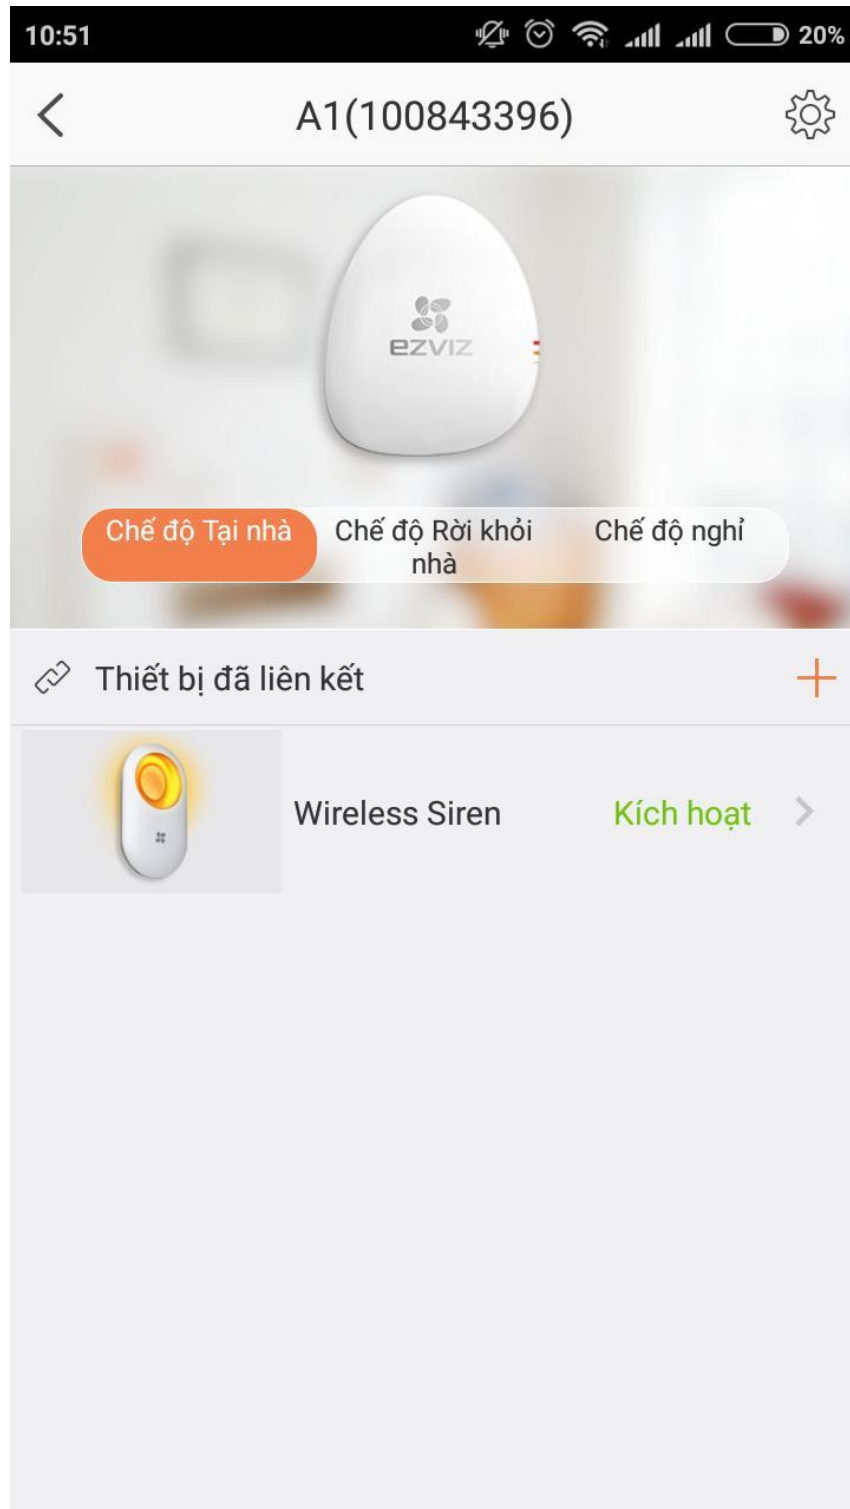 10:51 20%
A1(100843396)
ezviz
Chế độ Tại nhà
Chế độ Rời khỏi
nhà
Chế độ nghỉ
Thiết bị đã liên kết
Wireless Siren Kích hoạt